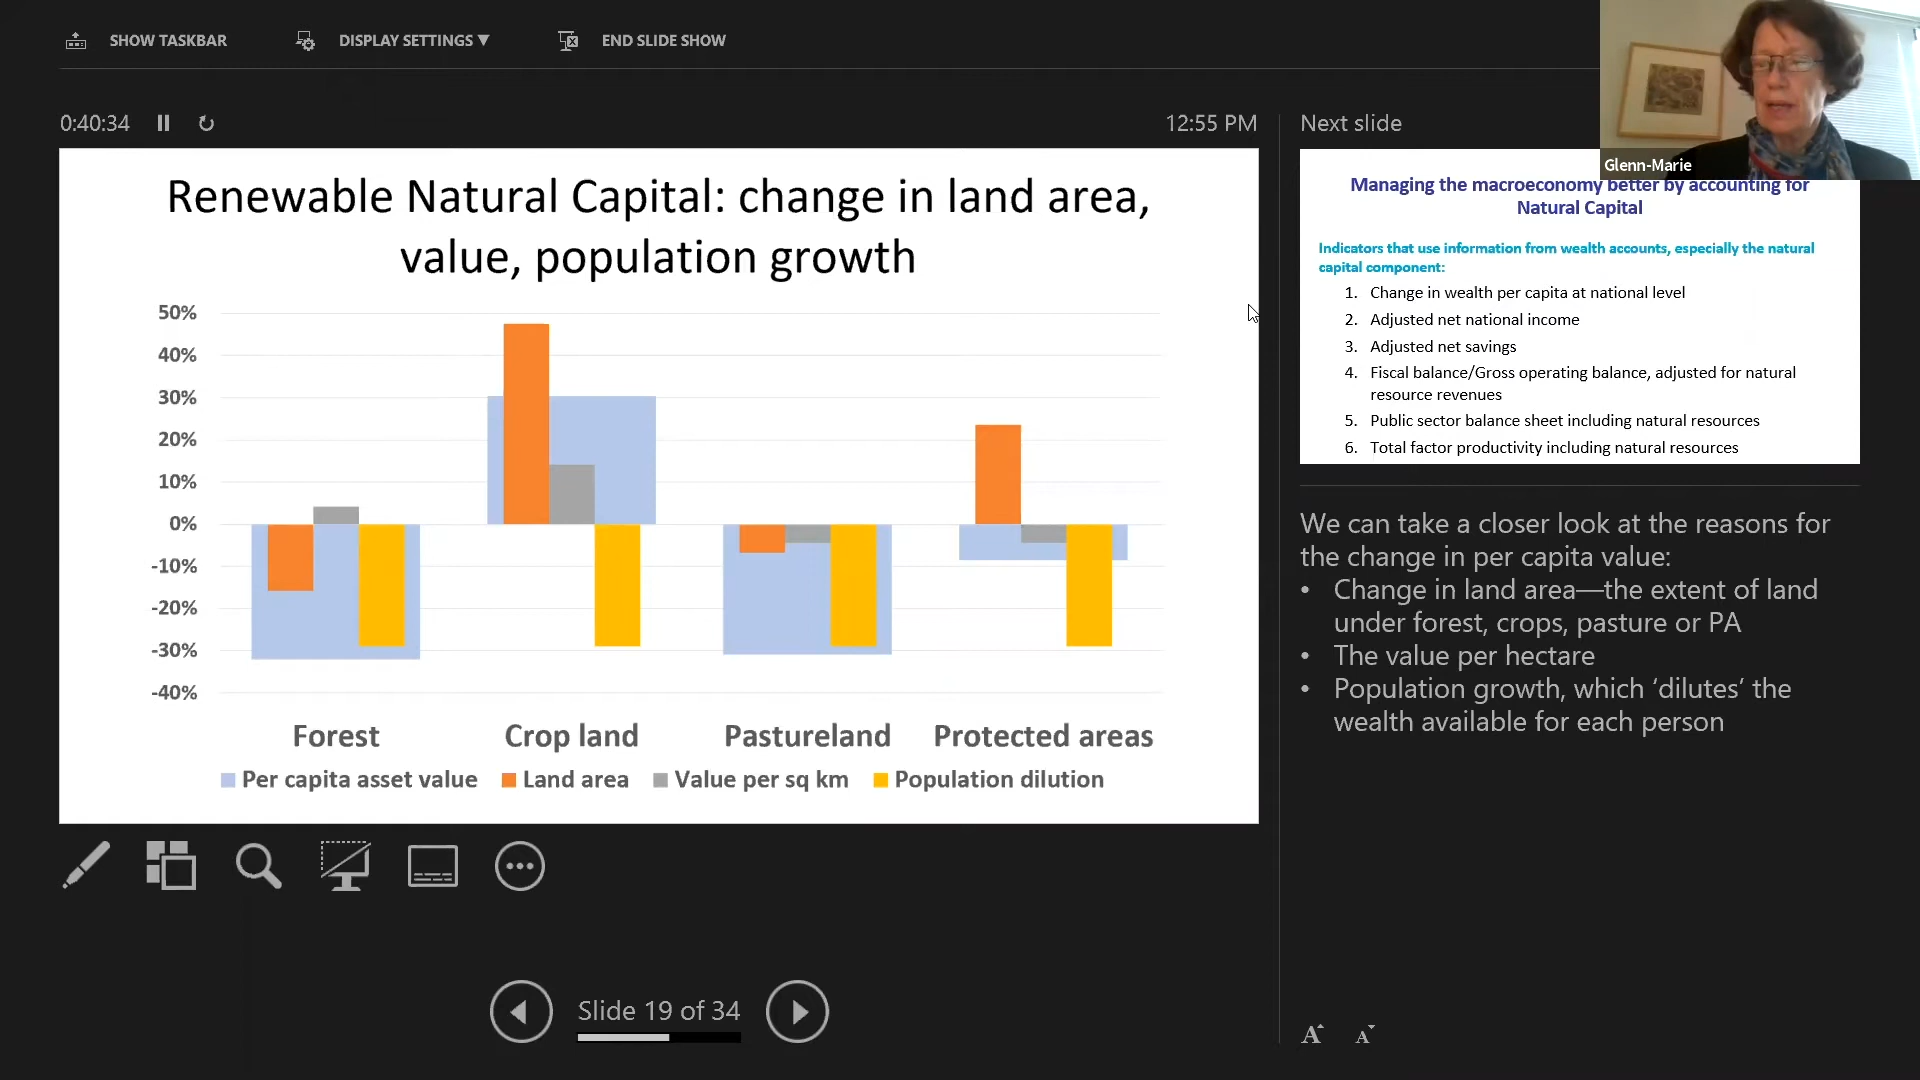 SHOW TASKBAR
DISPLAY SETTINGS ▼
END SLIDE SHOW
Glenn-Marie
0:40:34
12:55 PM
Renewable Natural Capital: change in land area,
value, population growth
50%
40%
30%
20%
10%
0%
-10%
-20%
-30%
-40%
Forest
Crop land
Pastureland
Protected areas
Per capita asset value
Land area
Value per sq km
Population dilution
Slide 19 of 34
Next slide
Managing the macroeconomy better by accounting for
Natural Capital
Indicators that use information from wealth accounts, especially the natural
capital component:
1. Change in wealth per capita at national level
2. Adjusted net national income
3. Adjusted net savings
4. Fiscal balance/Gross operating balance, adjusted for natural
resource revenues
5. Public sector balance sheet including natural resources
6. Total factor productivity including natural resources
We can take a closer look at the reasons for
the change in per capita value:
• Change in land area—the extent of land
under forest, crops, pasture or PA
• The value per hectare
• Population growth, which ‘dilutes’ the
wealth available for each person
A A